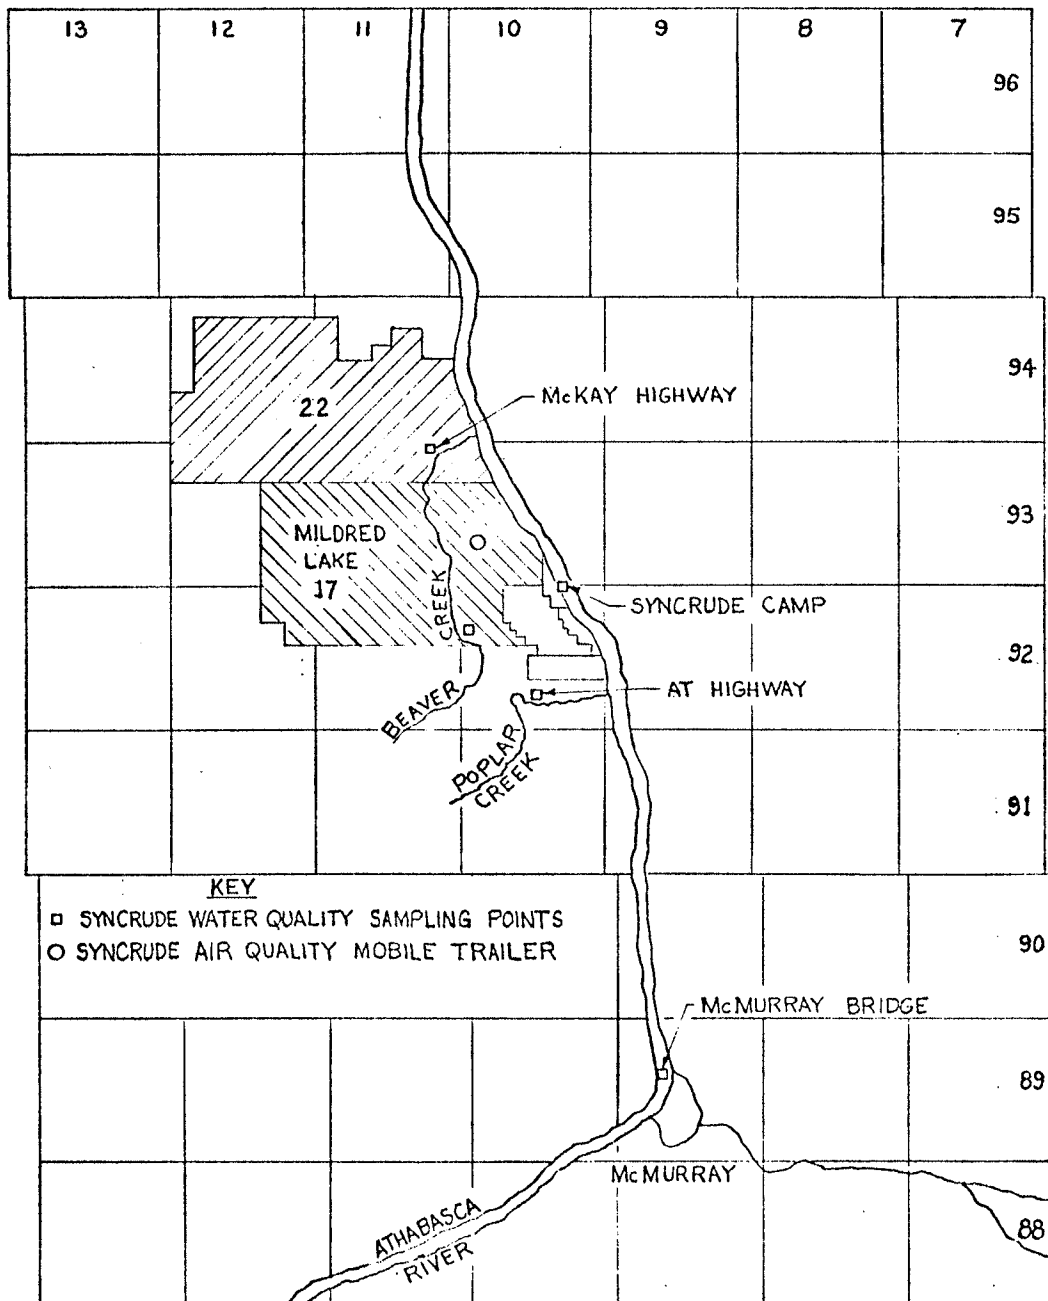 13 12 11 10 9 8 7
96
95
94
McKAY HIGHWAY
22
93
MILDRED
LAKE
17
CREEK
SYNCRUDE CAMP
92
AT HIGHWAY
BEAVER
POPLAR
CREEK
91
KEY
SYNCRUDE WATER QUALITY SAMPLING POINTS
SYNCRUDE AIR QUALITY MOBILE TRAILER
90
McMURRAY BRIDGE
89
McMURRAY
ATHABASCA
RIVER
88